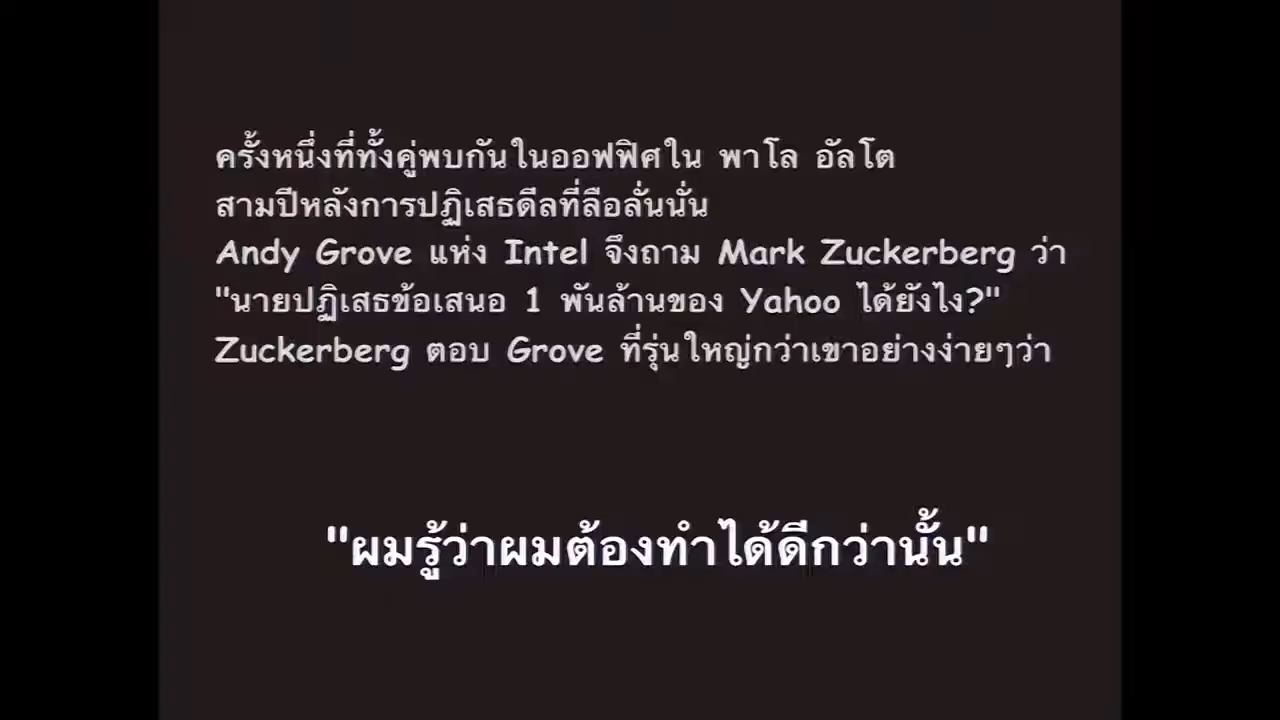 ครั้งหนึ่งที่ทั้งคู่พบกันในออฟฟิศใน พาโล อัลโต
สามปีหลังการปฏิเสธดีลที่ลือลั่นนั่น
Andy Grove แห่ง Intel จึงถาม Mark Zuckerberg ว่า
"นายปฏิเสธข้อเสนอ 1 พันล้านของ Yahoo ได้ยังไง?"
Zuckerberg ตอบ Grove ที่รุ่นใหญ่กว่าเขาอย่างง่ายๆว่า
"ผมรู้ว่าผมต้องทำได้ดีกว่านั้น"